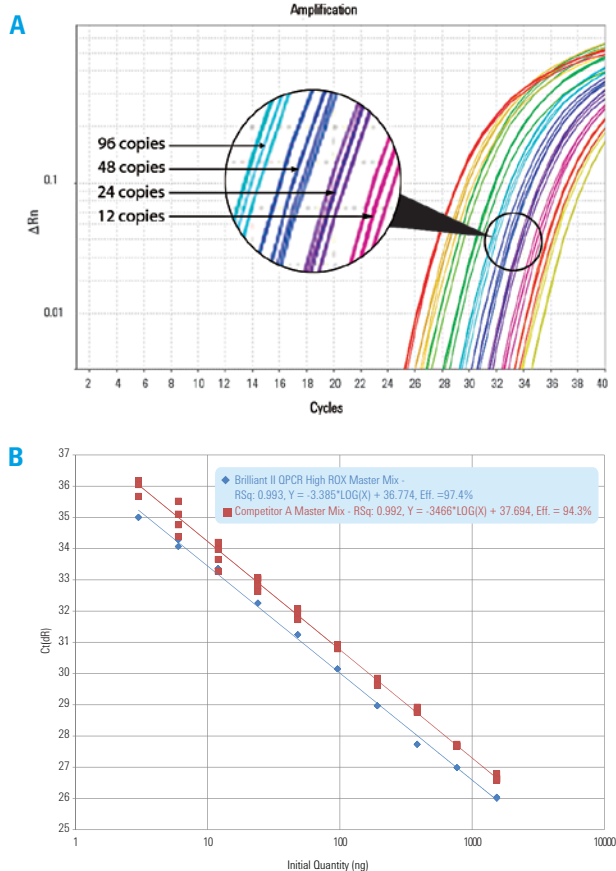 A
Amplification
96 copies
48 copies
24 copies
12 copies
0.1
0.01
ΔRn
2 4 6 8 10 12 14 16 18 20 22 24 26 28 30 32 34 36 38 40
Cycles
B
37
36
35
34
33
32
31
30
29
28
27
26
25
Ct(dR)
Brilliant II QPCR High ROX Master Mix -
RSq: 0.993, Y = -3.385*LOG(X) + 36.774, Eff. =97.4%
Competitor A Master Mix - RSq: 0.992, Y = -3466*LOG(X) + 37.694, Eff. = 94.3%
1 10 100 1000 10000
Initial Quantity (ng)